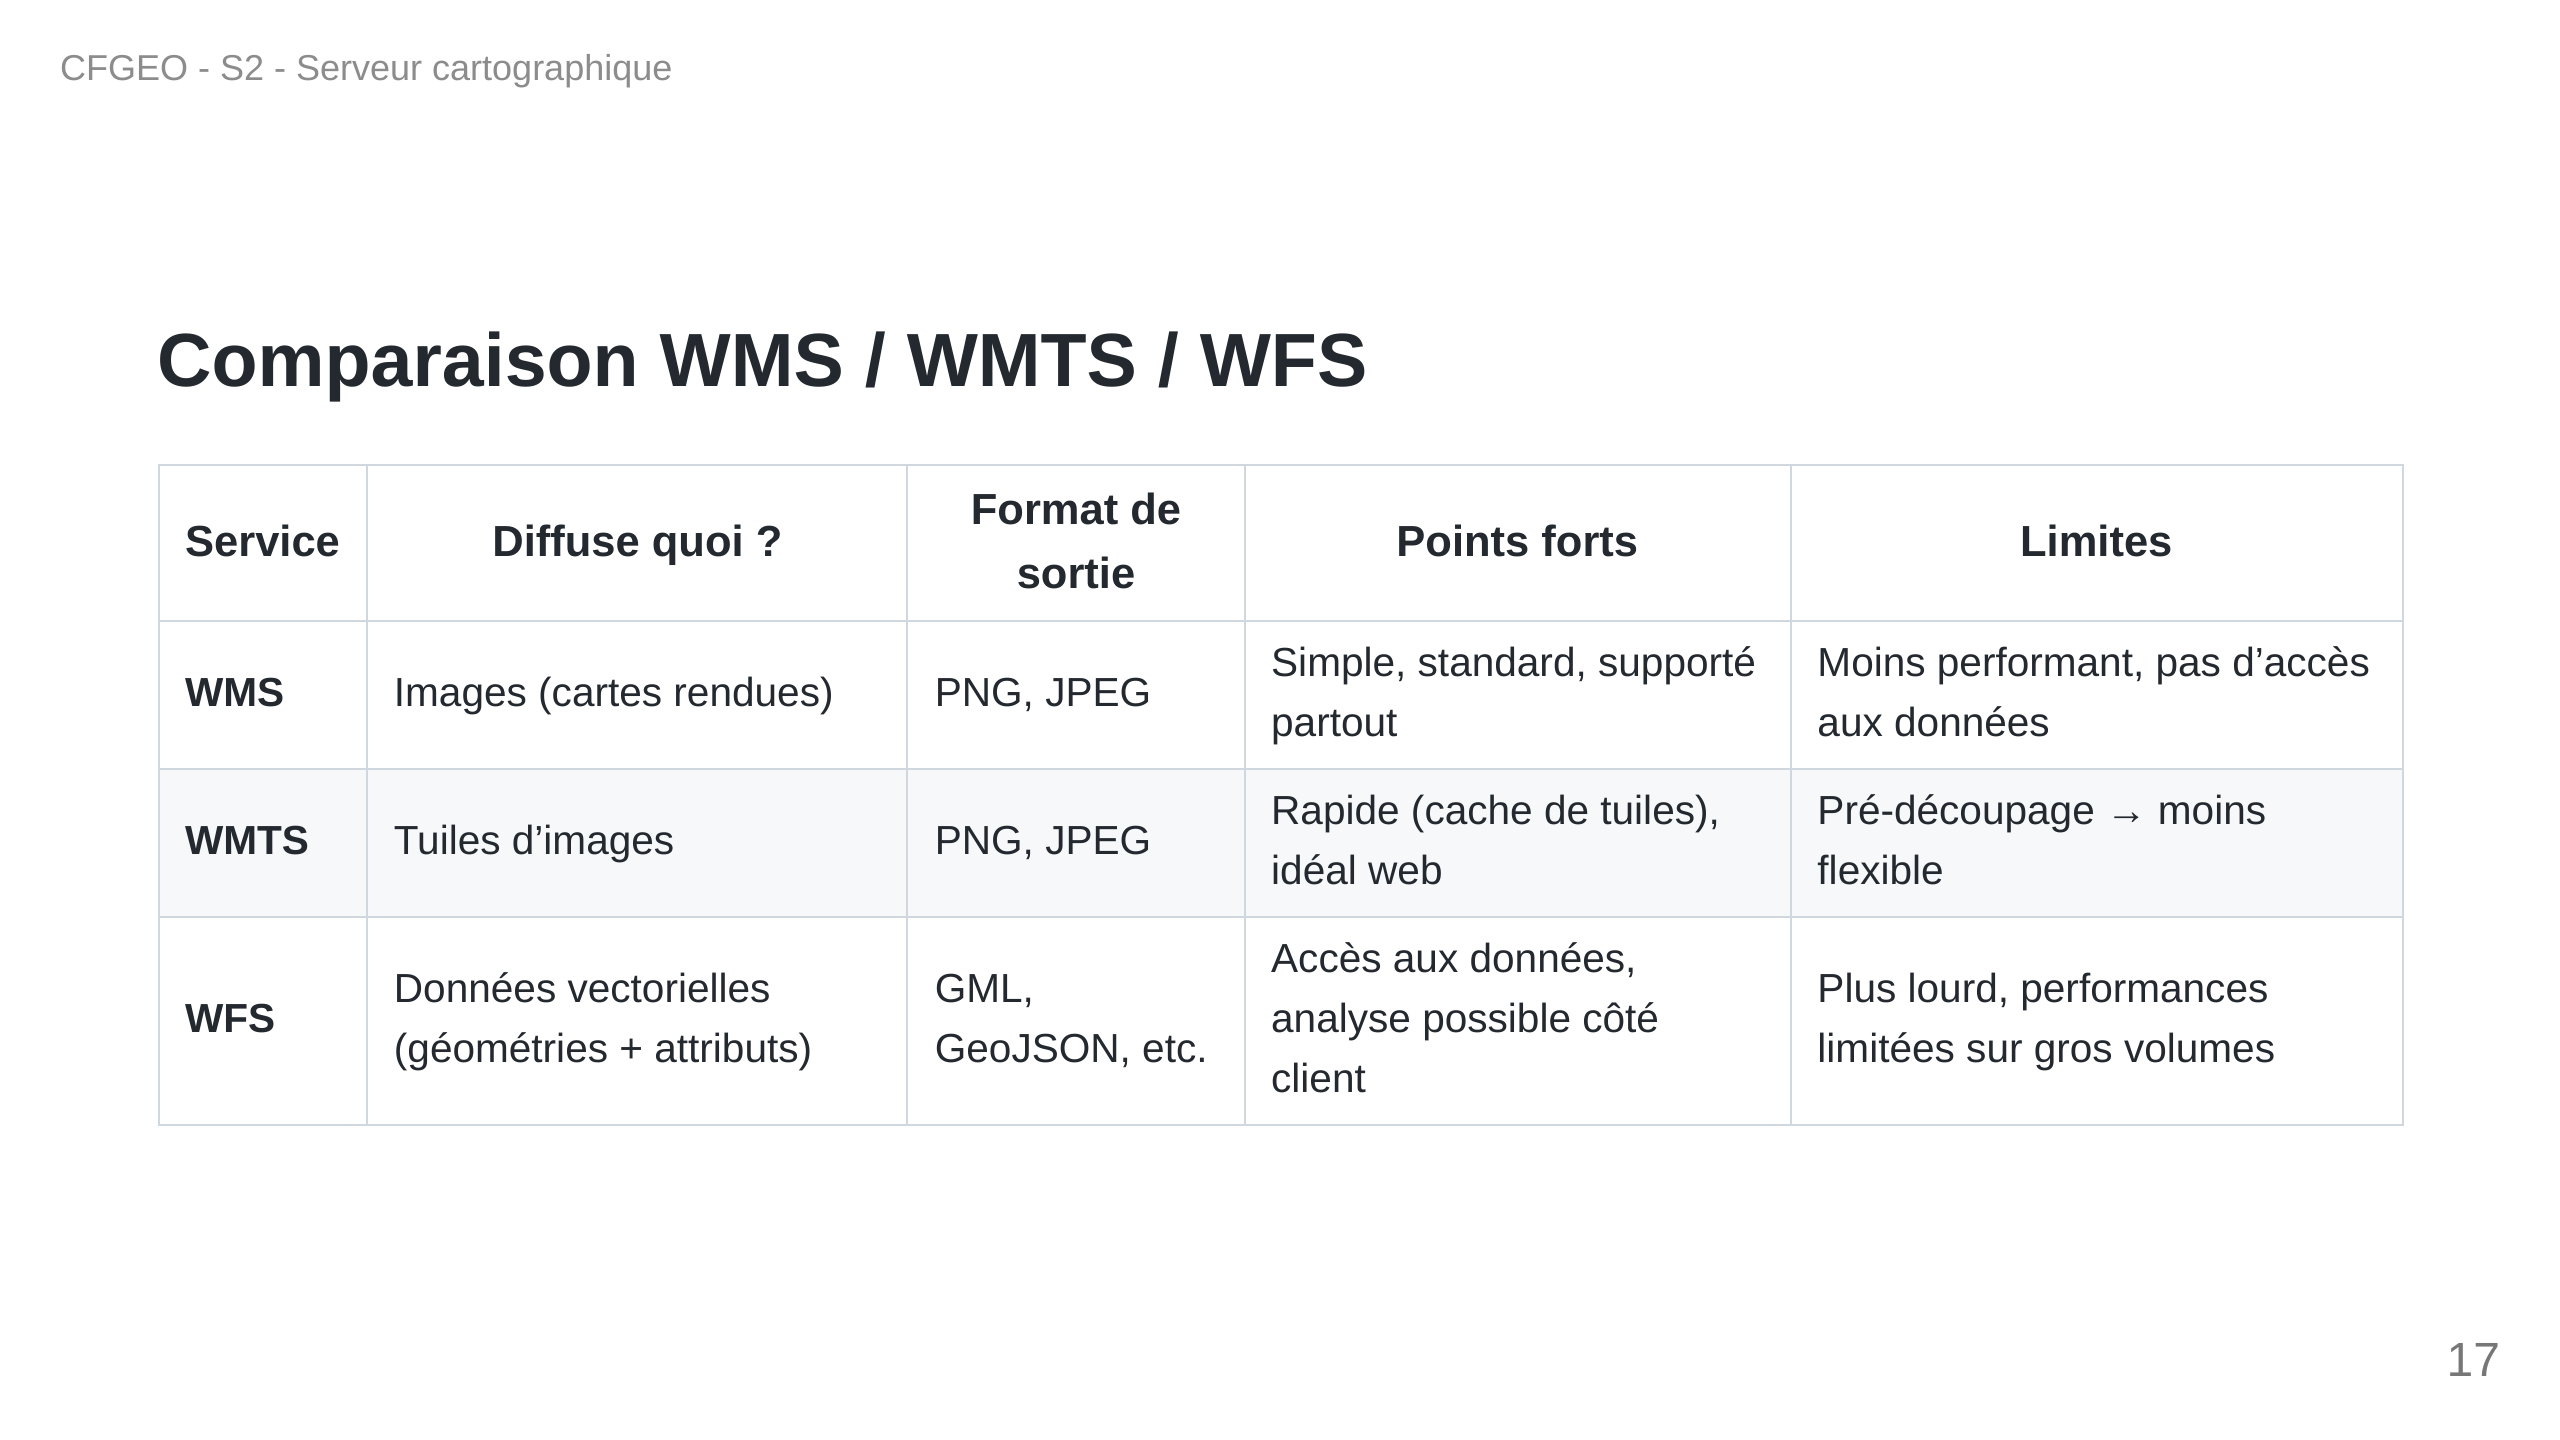 CFGEO - S2 - Serveur cartographique
Comparaison WMS / WMTS / WFS
Service
Diffuse quoi ?
Format de
sortie
Points forts
Limites
WMS
Images (cartes rendues)
PNG, JPEG
Simple, standard, supporté
partout
Moins performant, pas d’accès
aux données
WMTS
Tuiles d’images
PNG, JPEG
Rapide (cache de tuiles),
idéal web
Pré-découpage → moins
flexible
WFS
Données vectorielles
(géométries + attributs)
GML,
GeoJSON, etc.
Accès aux données,
analyse possible côté
client
Plus lourd, performances
limitées sur gros volumes
17